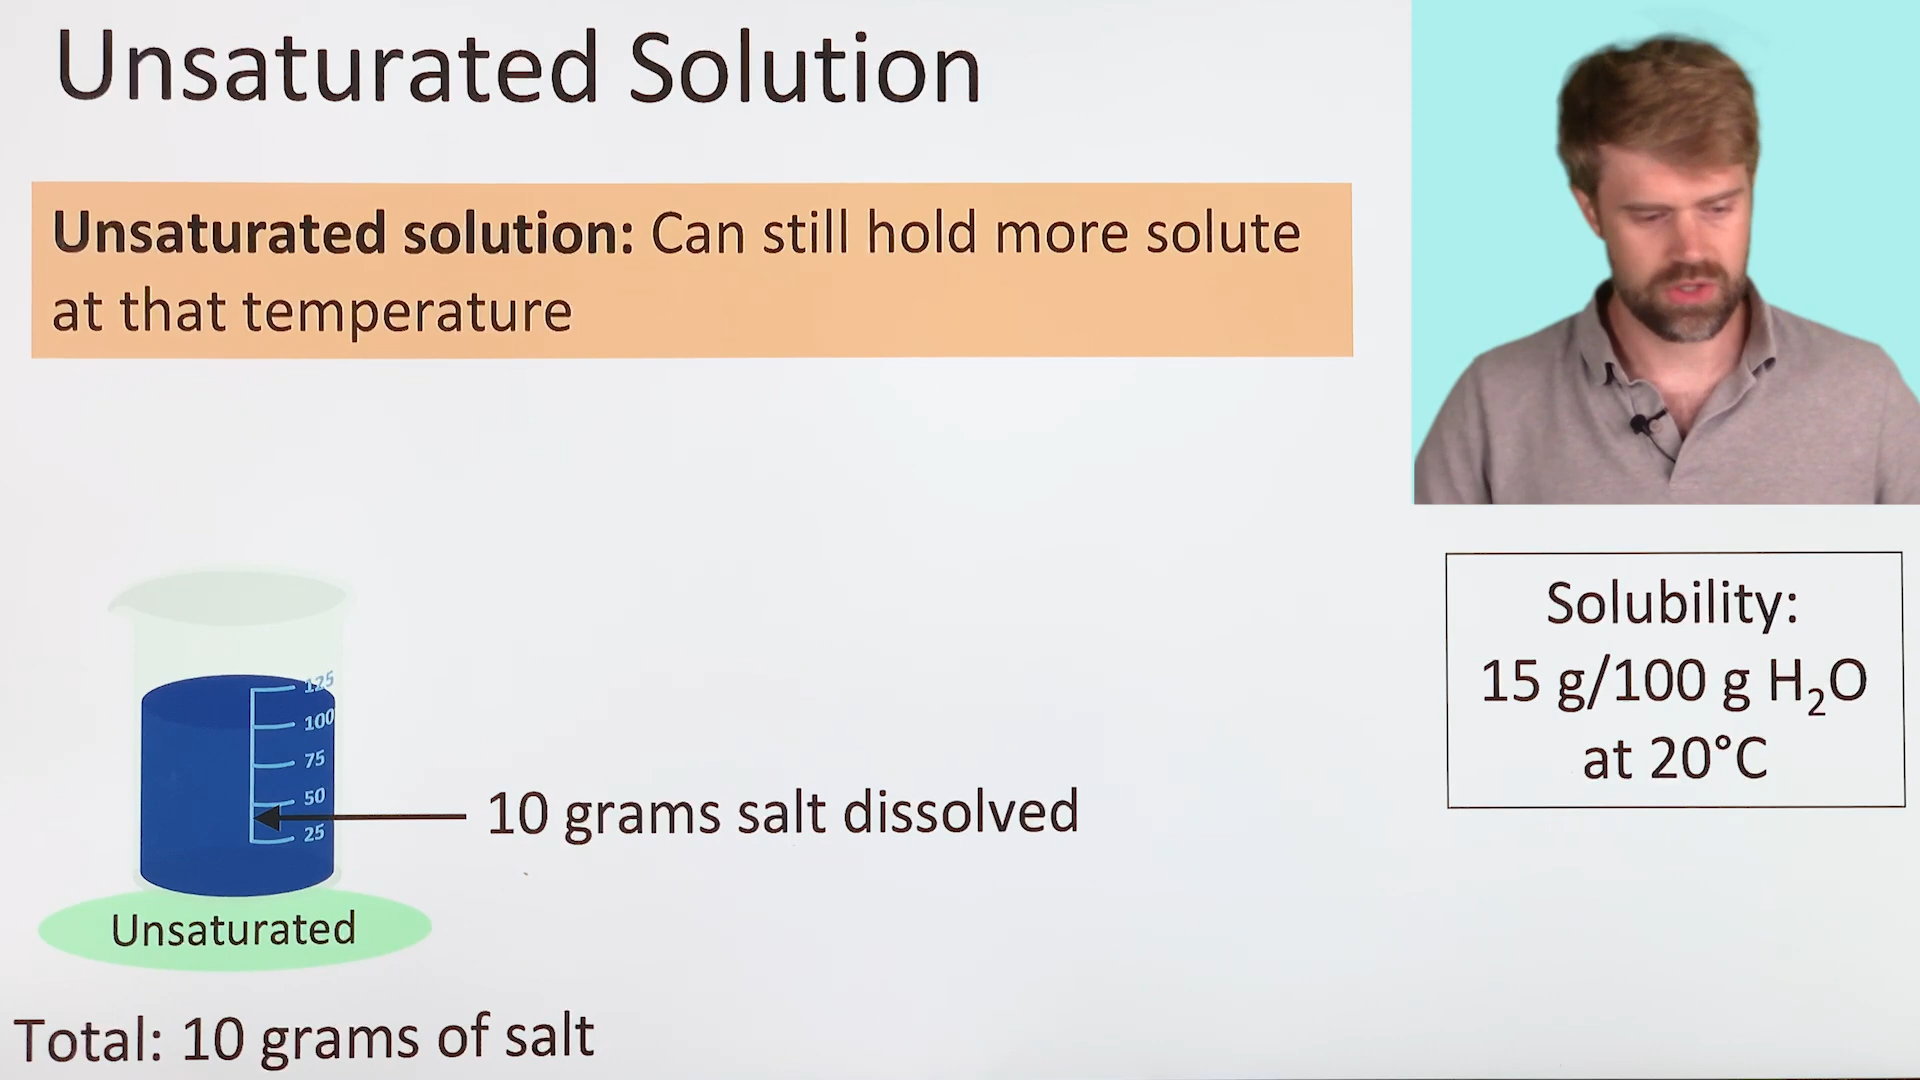 Unsaturated Solution
Unsaturated solution: Can still hold more solute
at that temperature
Solubility:
15 g/100 g H₂O
at 20°C
125
100
75
50
25
10 grams salt dissolved
Unsaturated
Total: 10 grams of salt